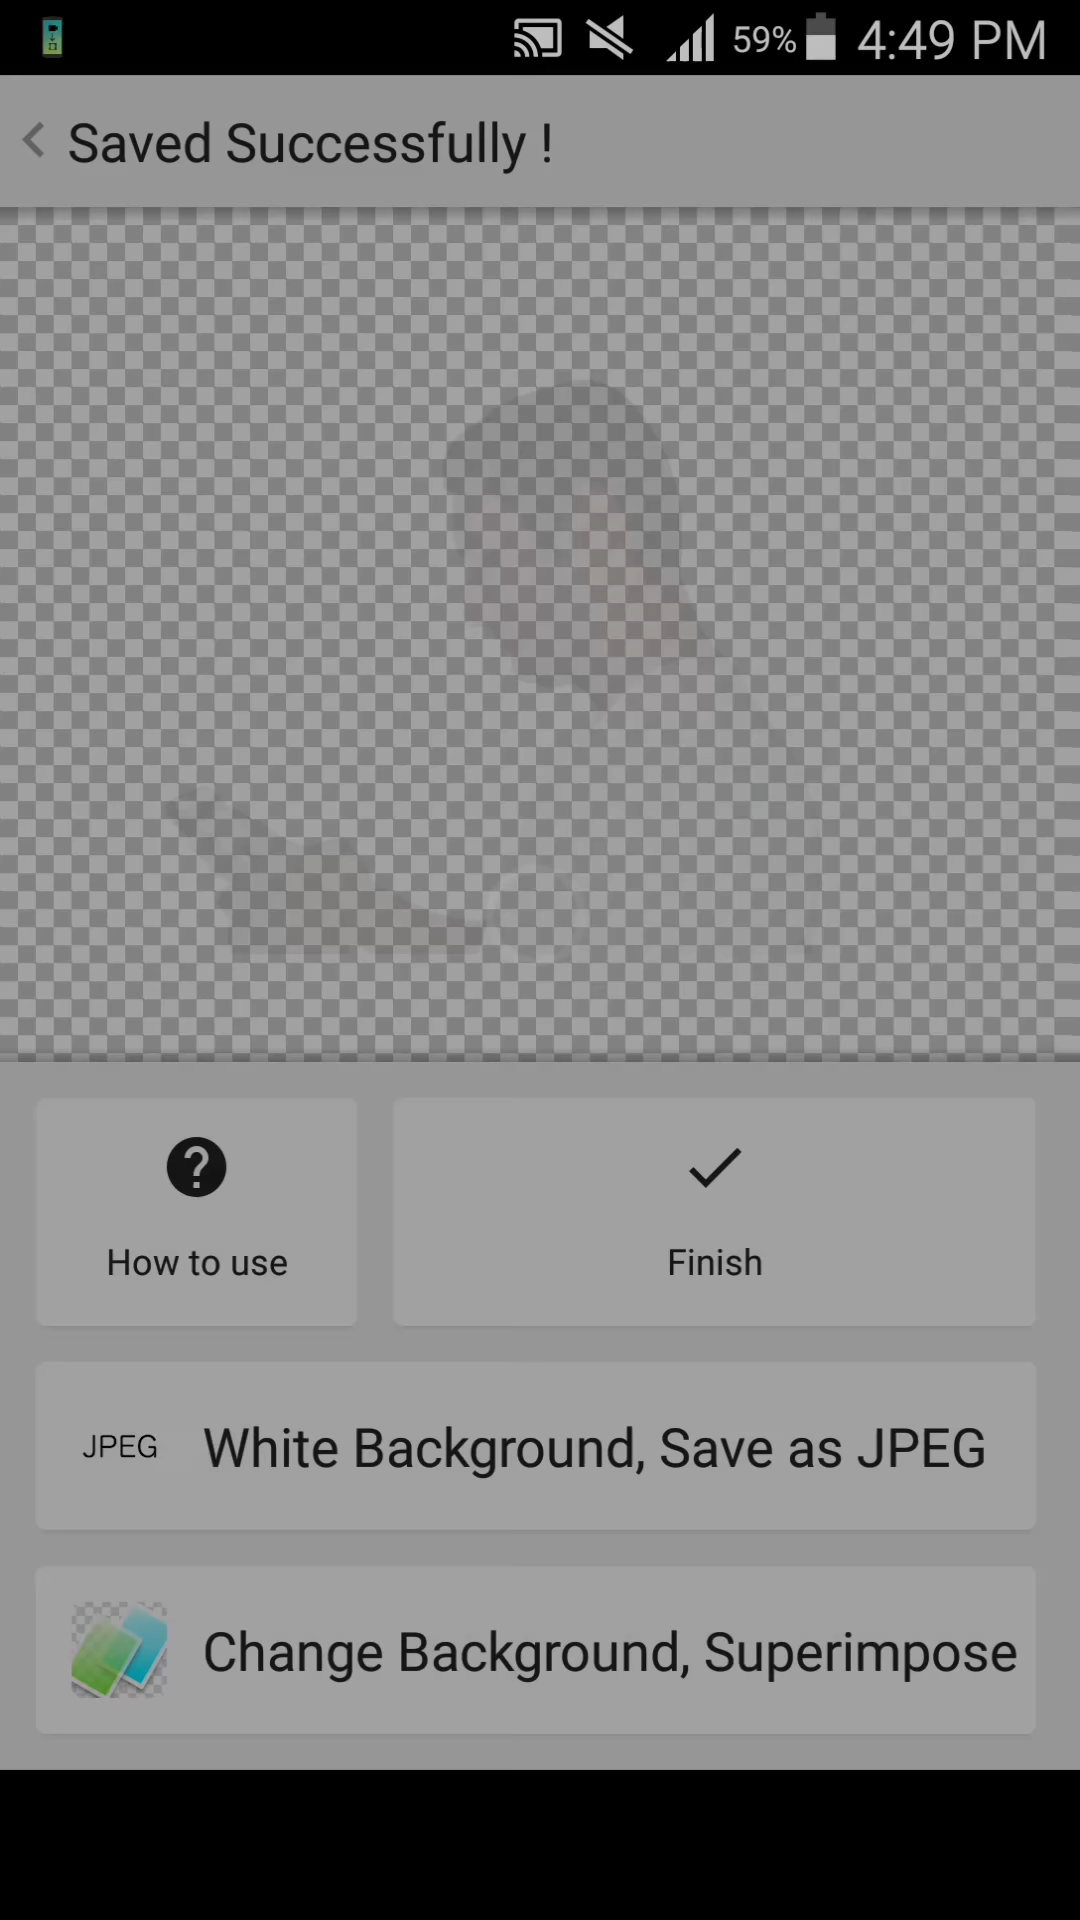 59% 4:49 PM
Saved Successfully !
How to use
Finish
JPEG White Background, Save as JPEG
Change Background, Superimpose